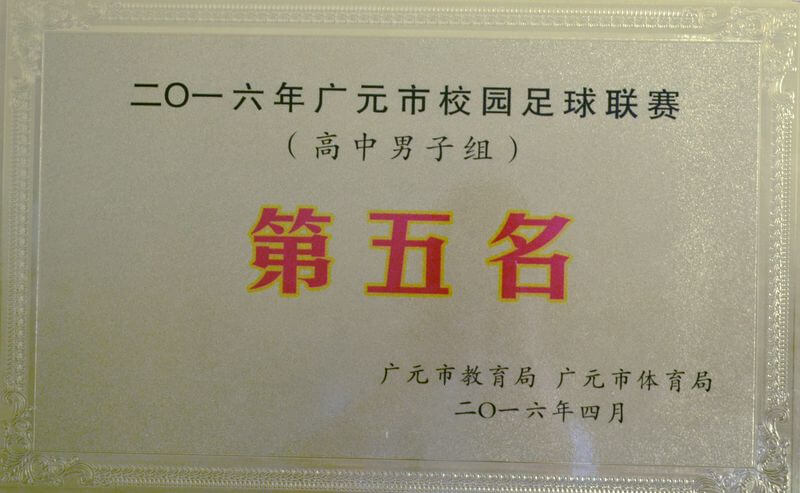 二〇一六年广元市校园足球联赛
（高中男子组）
第五名
广元市教育局 广元市体育局
二〇一六年四月